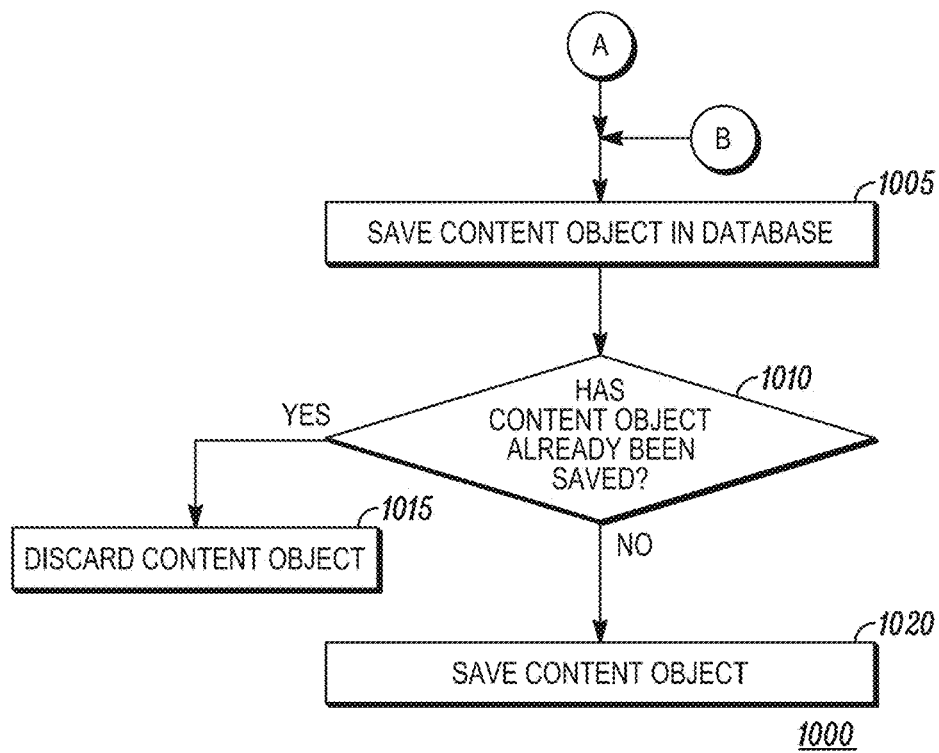 A
B
1005
SAVE CONTENT OBJECT IN DATABASE
1010
HAS
CONTENT OBJECT
ALREADY BEEN
SAVED?
YES
1015
DISCARD CONTENT OBJECT
NO
1020
SAVE CONTENT OBJECT
1000